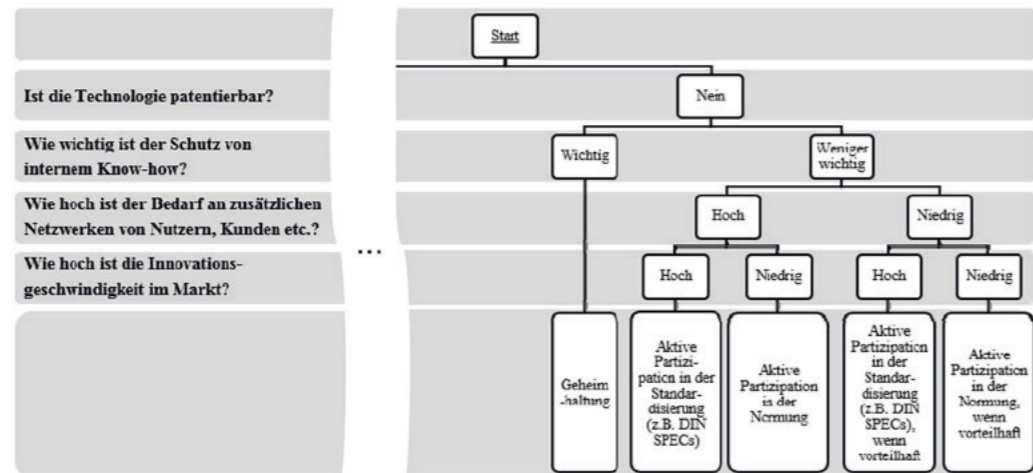 Start
Ist die Technologie patentierbar?
Nein
Wie wichtig ist der Schutz von
internem Know-how?
Wichtig
Weniger
wichtig
Wie hoch ist der Bedarf an zusätzlichen
Netzwerken von Nutzern, Kunden etc.?
Hoch
Niedrig
...
Wie hoch ist die Innovations-
geschwindigkeit im Markt?
Hoch
Niedrig
Hoch
Niedrig
Geheim
-haltung
Aktive
Partizi-
pation in der
Standar-
disierung
(z.B. DIN
SPECs)
Aktive
Partizipation
in der
Normung
Aktive
Partizipation
in der
Standar-
disierung
(z.B. DIN
SPECs),
wenn
vorteilhaft
Aktive
Partizipation
in der
Normung,
wenn
vorteilhaft